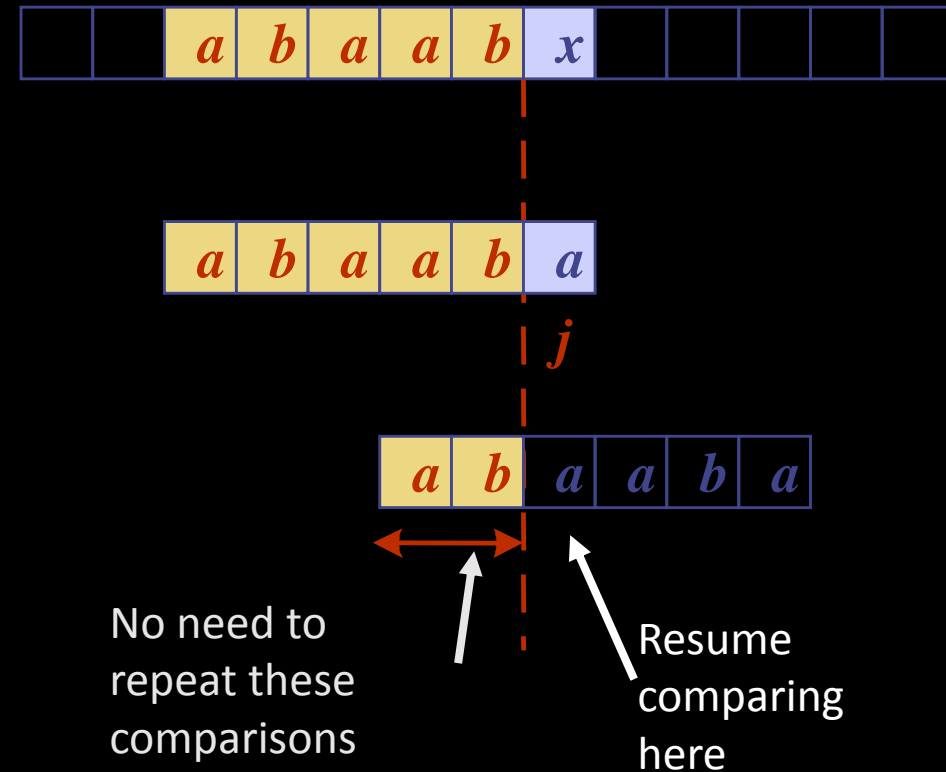 a b a a b x
a b a a b a
j
a b a a b a
No need to
repeat these
comparisons
Resume
comparing
here